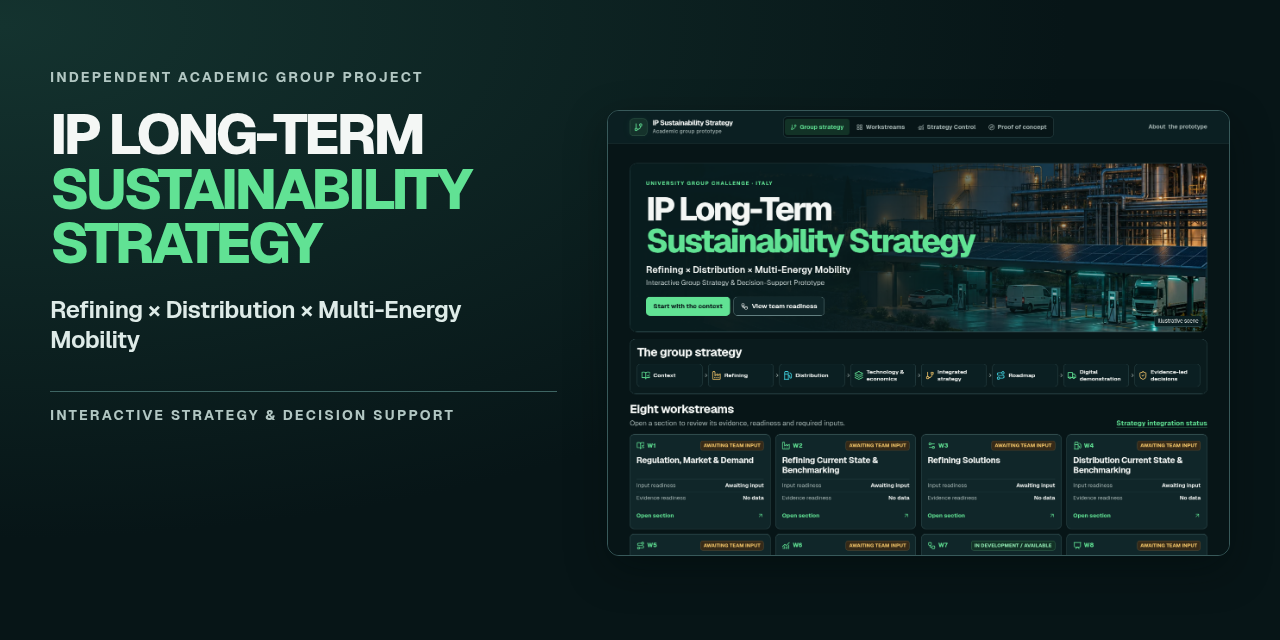 INDEPENDENT ACADEMIC GROUP PROJECT
IP LONG-TERM
SUSTAINABILITY
STRATEGY
Refining × Distribution × Multi-Energy
Mobility
INTERACTIVE STRATEGY & DECISION SUPPORT
IP Sustainability Strategy
Academic group prototype
Group strategy
Workstreams
Strategy Control
Proof of concept
About the prototype
UNIVERSITY GROUP CHALLENGE · ITALY
IP Long-Term
Sustainability Strategy
Refining × Distribution × Multi-Energy Mobility
Interactive Group Strategy & Decision-Support Prototype
Start with the context
View team readiness
Illustrative scene
The group strategy
Context
Refining
Distribution
Technology &
economics
Integrated
strategy
Roadmap
Digital
demonstration
Evidence-led
decisions
Eight workstreams
Open a section to review its evidence, readiness and required inputs.
Strategy integration status
W1
AWAITING TEAM INPUT
Regulation, Market & Demand
Input readiness
Awaiting input
Evidence readiness
No data
Open section
W2
AWAITING TEAM INPUT
Refining Current State &
Benchmarking
Input readiness
Awaiting input
Evidence readiness
No data
Open section
W3
AWAITING TEAM INPUT
Refining Solutions
Input readiness
Awaiting input
Evidence readiness
No data
Open section
W4
AWAITING TEAM INPUT
Distribution Current State &
Benchmarking
Input readiness
Awaiting input
Evidence readiness
No data
Open section
W5
AWAITING TEAM INPUT
W6
AWAITING TEAM INPUT
W7
IN DEVELOPMENT / AVAILABLE
W8
AWAITING TEAM INPUT